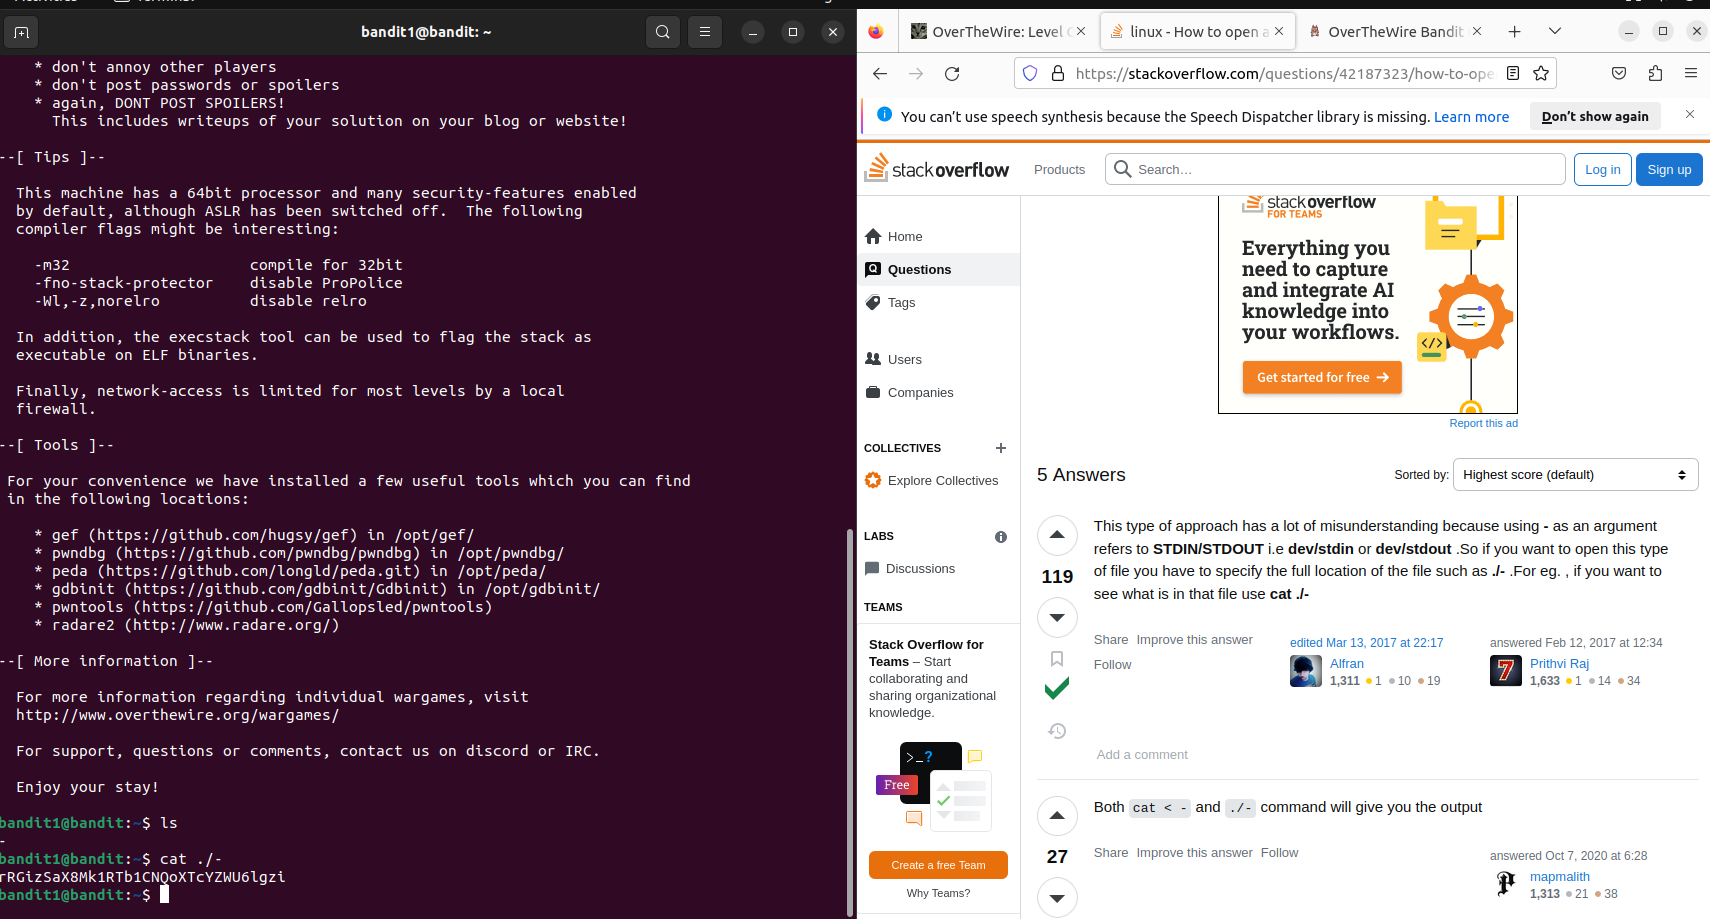 bandit1@bandit: ~
* don't annoy other players
* don't post passwords or spoilers
* again, DONT POST SPOILERS!
This includes writeups of your solution on your blog or website!
--[ Tips ]--
This machine has a 64bit processor and many security-features enabled
by default, although ASLR has been switched off.  The following
compiler flags might be interesting:
-m32                    compile for 32bit
-fno-stack-protector    disable ProPolice
-Wl,-z,norelro          disable relro
In addition, the execstack tool can be used to flag the stack as
executable on ELF binaries.
Finally, network-access is limited for most levels by a local
firewall.
--[ Tools ]--
For your convenience we have installed a few useful tools which you can find
in the following locations:
* gef (https://github.com/hugsy/gef) in /opt/gef/
* pwndbg (https://github.com/pwndbg/pwndbg) in /opt/pwndbg/
* peda (https://github.com/longld/peda.git) in /opt/peda/
* gdbinit (https://github.com/gdbinit/Gdbinit) in /opt/gdbinit/
* pwntools (https://github.com/Gallopsled/pwntools)
* radare2 (http://www.radare.org/)
--[ More information ]--
For more information regarding individual wargames, visit
http://www.overthewire.org/wargames/
For support, questions or comments, contact us on discord or IRC.
Enjoy your stay!
bandit1@bandit:~$ ls
-
bandit1@bandit:~$ cat ./-
rRGizSaX8Mk1RTb1CNQoXTcYZWU6lgzi
bandit1@bandit:~$
OverTheWire: Level
linux - How to open a
OverTheWire Bandit
https://stackoverflow.com/questions/42187323/how-to-ope
You can't use speech synthesis because the Speech Dispatcher library is missing. Learn more
Don't show again
stackoverflow
Products
Search…
Log in
Sign up
Home
Questions
Tags
Users
Companies
COLLECTIVES
Explore Collectives
LABS
Discussions
TEAMS
Stack Overflow for
Teams – Start
collaborating and
sharing organizational
knowledge.
>_?
Free
Create a free Team
Why Teams?
stackoverflow
FOR TEAMS
Everything you
need to capture
and integrate AI
knowledge into
your workflows.
</>
Get started for free →
Report this ad
5 Answers
Sorted by:
Highest score (default)
119
This type of approach has a lot of misunderstanding because using - as an argument
refers to STDIN/STDOUT i.e dev/stdin or dev/stdout .So if you want to open this type
of file you have to specify the full location of the file such as ./- .For eg. , if you want to
see what is in that file use cat ./-
Share Improve this answer
Follow
edited Mar 13, 2017 at 22:17
Alfran
1,311 1 10 19
answered Feb 12, 2017 at 12:34
7
Prithvi Raj
1,633 1 14 34
Add a comment
27
Both cat < - and ./- command will give you the output
Share Improve this answer Follow
answered Oct 7, 2020 at 6:28
mapmalith
1,313 21 38